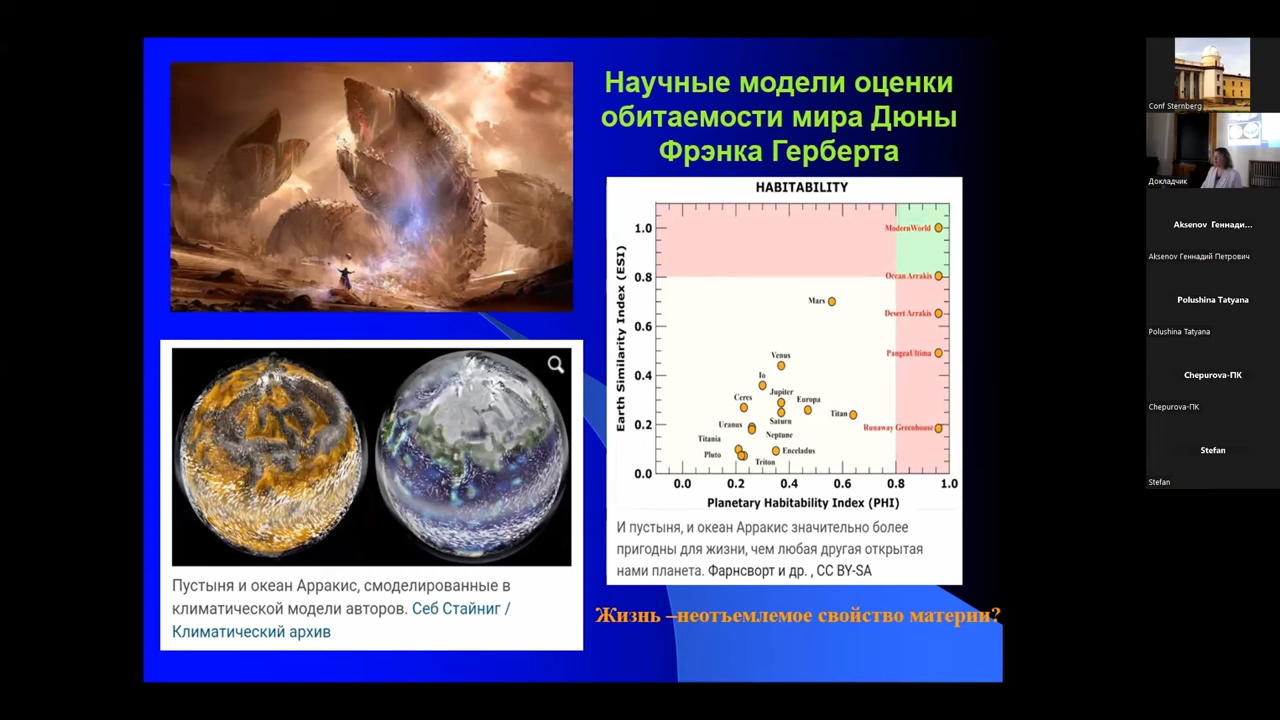 Научные модели оценки
обитаемости мира Дюны
Фрэнка Герберта
HABITABILITY
Earth Similarity Index (ESI)
1.0
0.8
0.6
0.4
0.2
0.0
ModernWorld
Ocean Arrakis
Mars
Desert Arrakis
PangeaUltima
Venus
Io
Jupiter
Ceres
Europa
Titan
Saturn
Uranus
Runaway Greenhouse
Neptune
Titania
Enceladus
Pluto
Triton
0.0 0.2 0.4 0.6 0.8 1.0
Planetary Habitability Index (PHI)
И пустыня, и океан Арракис значительно более
пригодны для жизни, чем любая другая открытая
нами планета. Фарнсворт и др. , CC BY-SA
Пустыня и океан Арракис, смоделированные в
климатической модели авторов. Себ Стайниг /
Климатический архив
Жизнь –неотъемлемое свойство материи?
Conf Sternberg
Докладчик
Aksenov Геннади...
Aksenov Геннадий Петрович
Polushina Tatyana
Polushina Tatyana
Chepurova-ПК
Chepurova-ПК
Stefan
Stefan